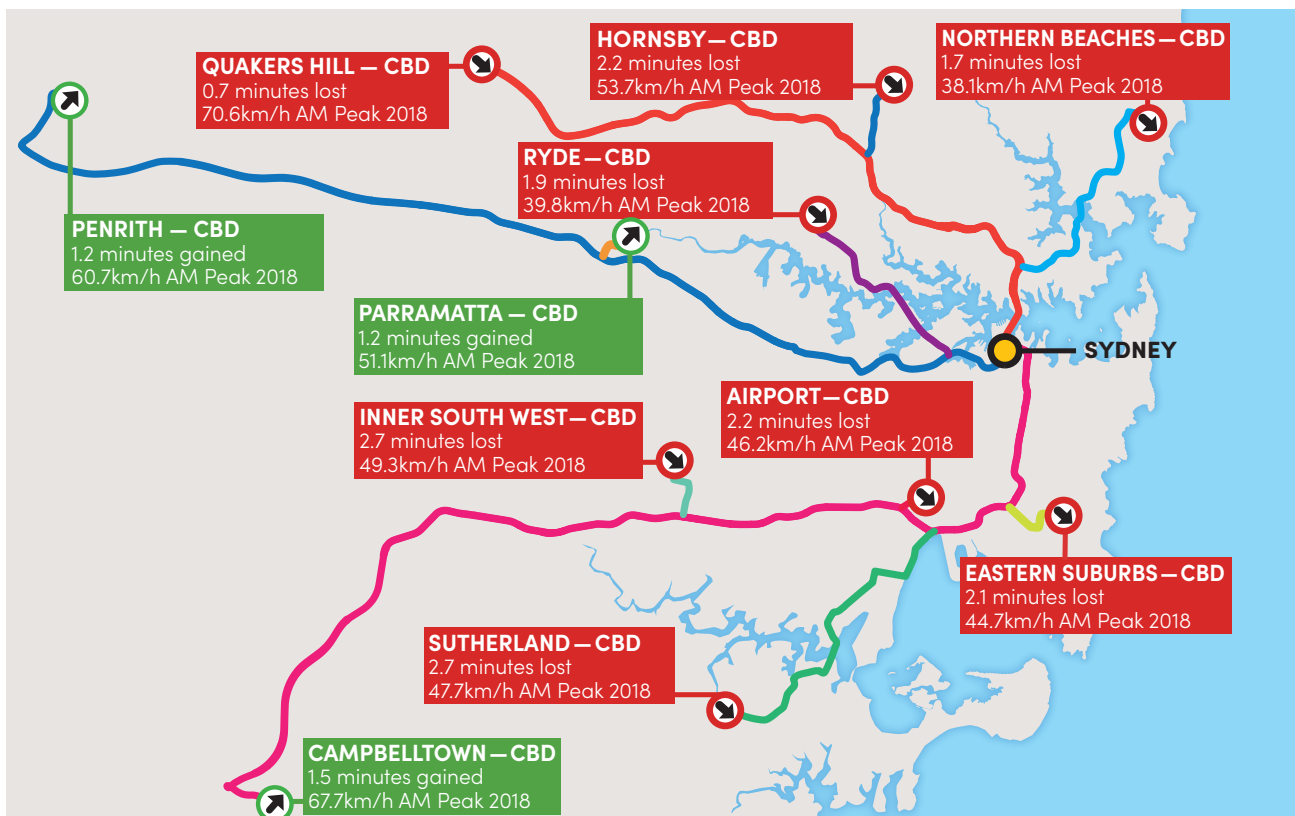 HORNSBY — CBD
2.2 minutes lost
53.7km/h AM Peak 2018
NORTHERN BEACHES — CBD
1.7 minutes lost
38.1km/h AM Peak 2018
QUAKERS HILL — CBD
0.7 minutes lost
70.6km/h AM Peak 2018
RYDE — CBD
1.9 minutes lost
39.8km/h AM Peak 2018
PENRITH — CBD
1.2 minutes gained
60.7km/h AM Peak 2018
PARRAMATTA — CBD
1.2 minutes gained
51.1km/h AM Peak 2018
SYDNEY
AIRPORT — CBD
2.2 minutes lost
46.2km/h AM Peak 2018
INNER SOUTH WEST — CBD
2.7 minutes lost
49.3km/h AM Peak 2018
EASTERN SUBURBS — CBD
2.1 minutes lost
44.7km/h AM Peak 2018
SUTHERLAND — CBD
2.7 minutes lost
47.7km/h AM Peak 2018
CAMPBELLTOWN — CBD
1.5 minutes gained
67.7km/h AM Peak 2018